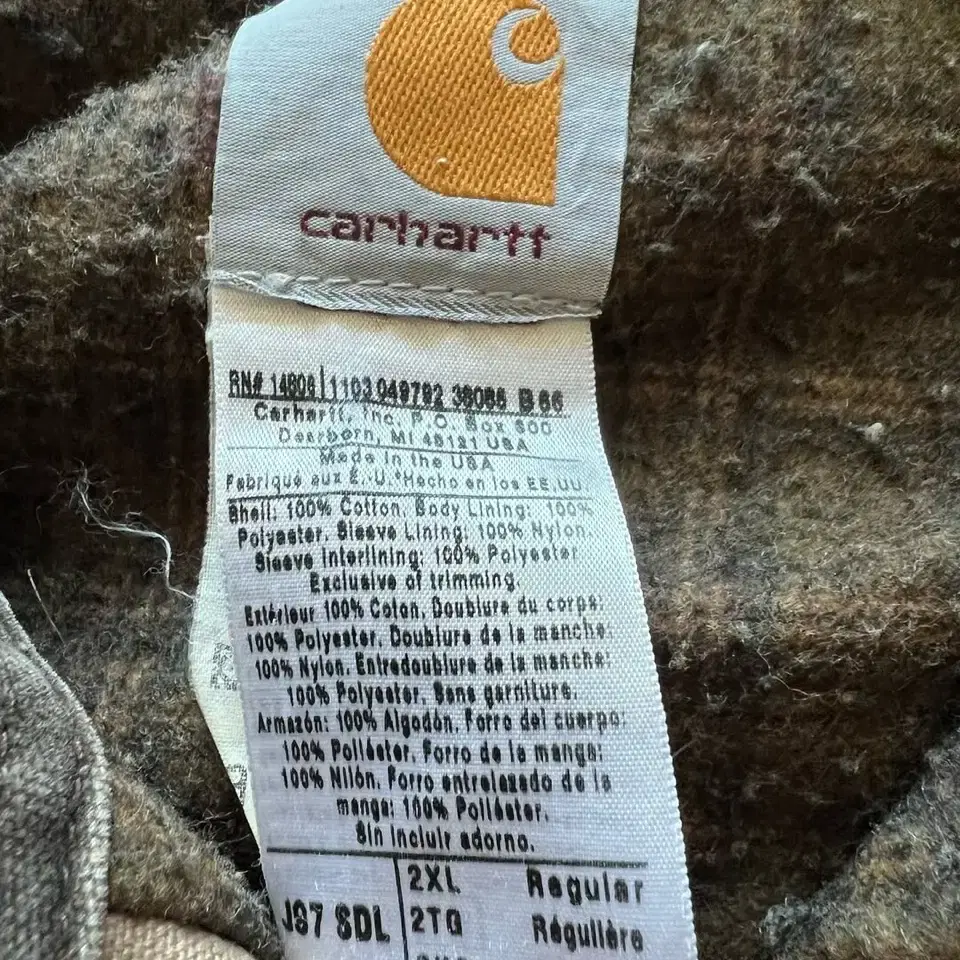 carhartt
RN# 14806 | 1103 049792 38086 B 66
Carhartt, Inc. P.O. Box 600
Dearborn, MI 48121 USA
Made in the USA
Fabriqué aux É.-U. Hecho en los EE.UU.
Shell: 100% Cotton. Body Lining: 100%
Polyester. Sleeve Lining: 100% Nylon.
Sleeve Interlining: 100% Polyester
Exclusive of trimming.
Extérieur 100% Coton, Doublure du corps:
100% Polyester. Doublure de la manche:
100% Nylon. Entredoublure de la manche:
100% Polyester. Sans garniture.
Armazón: 100% Algodón. Forro del cuerpo:
100% Poliéster. Forro de la manga:
100% Nilón. Forro entrelazado de la
manga: 100% Poliéster.
Sin incluir adorno.
J97 SDL
2XL Regular
2TG Régulière